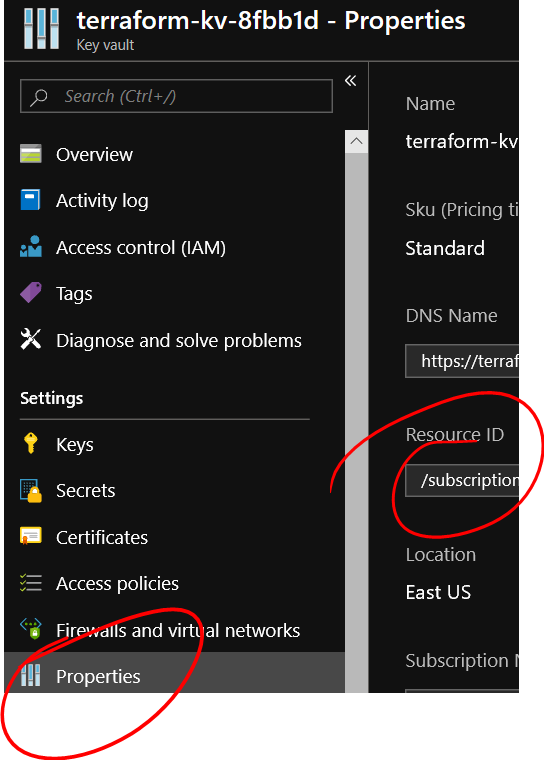 terraform-kv-8fbb1d - Properties
Key vault
Search (Ctrl+/)
Overview
Activity log
Access control (IAM)
Tags
Diagnose and solve problems
Settings
Keys
Secrets
Certificates
Access policies
Firewalls and virtual networks
Properties
Name
terraform-kv
Sku (Pricing ti
Standard
DNS Name
https://terraf
Resource ID
/subscription
Location
East US
Subscription N